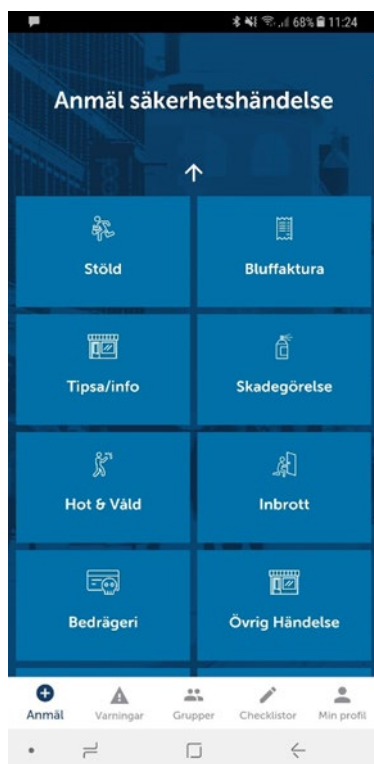 68% 11:24
Anmäl säkerhetshändelse
Stöld
Bluffaktura
Tipsa/info
Skadegörelse
Hot & Våld
Inbrott
Bedrägeri
Övrig Händelse
Anmäl
Varningar
Grupper
Checklistor
Min profil